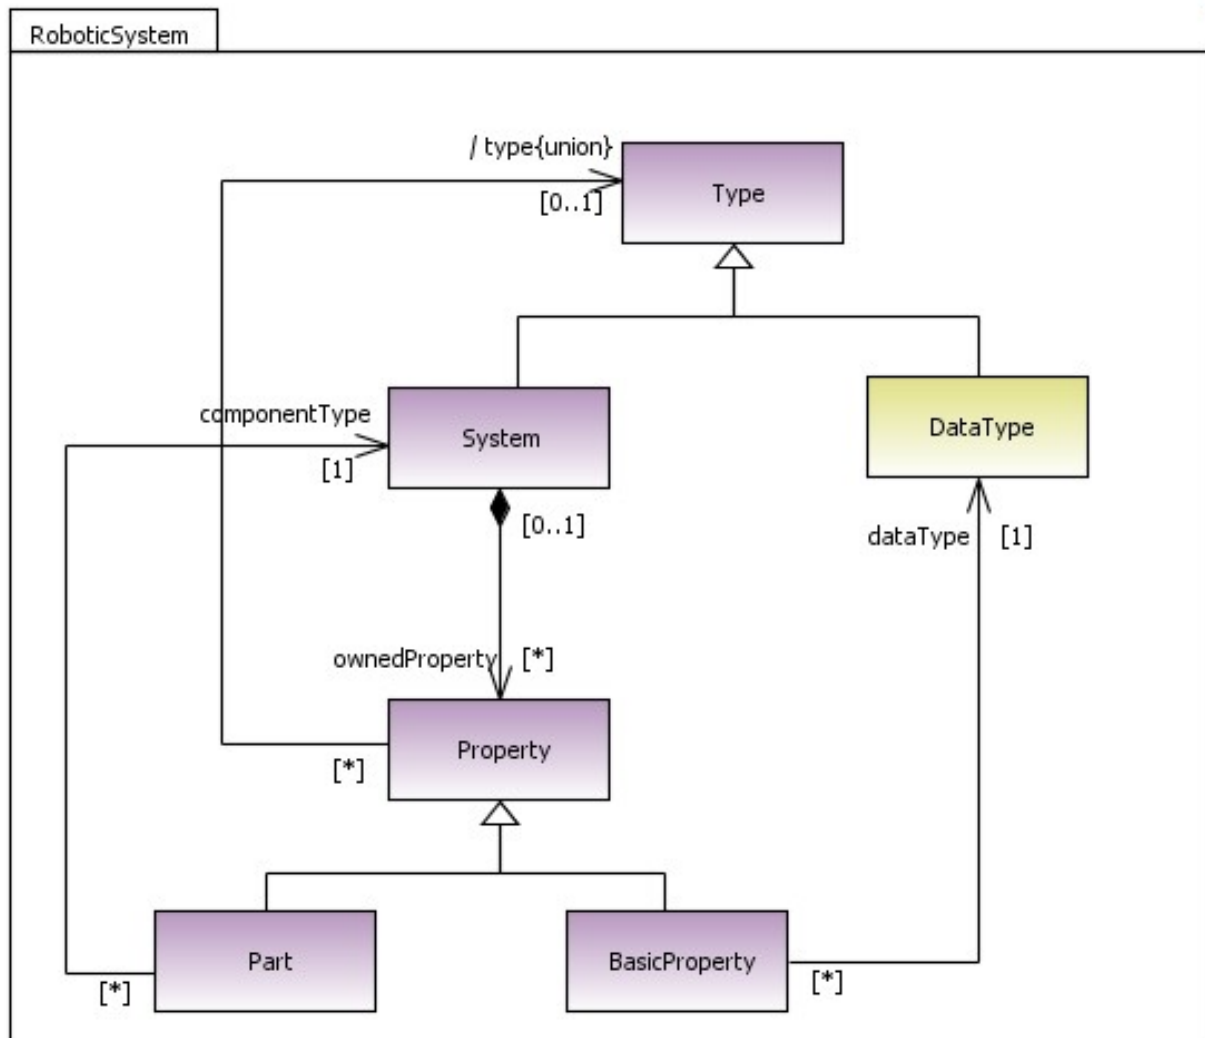 RoboticSystem
/ type{union}
[0..1]
Type
componentType
[1]
System
DataType
[0..1]
dataType
[1]
ownedProperty
[*]
Property
[*]
Part
BasicProperty
[*]
[*]